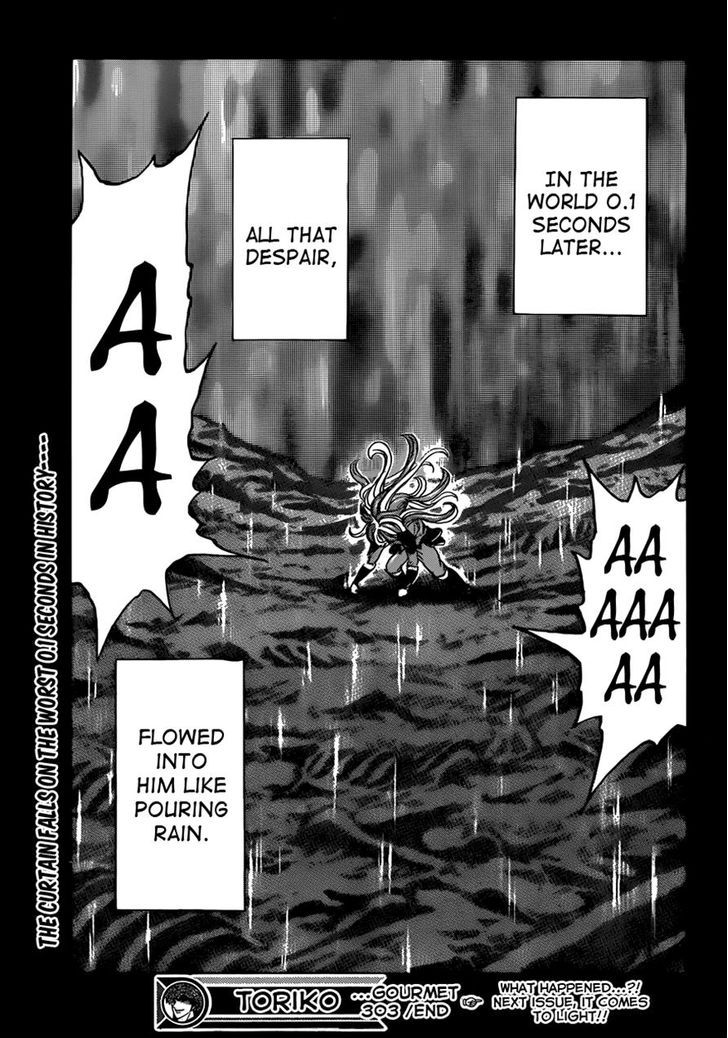 IN THE
WORLD 0.1
SECONDS
LATER...
ALL THAT
DESPAIR,
A
A
AA
AAA
AA
FLOWED
INTO
HIM LIKE
POURING
RAIN.
THE CURTAIN FALLS ON THE WORST 0.1 SECONDS IN HISTORY----
TORIKO
...GOURMET
303/END
WHAT HAPPENED...?!
NEXT ISSUE, IT COMES
TO LIGHT!!